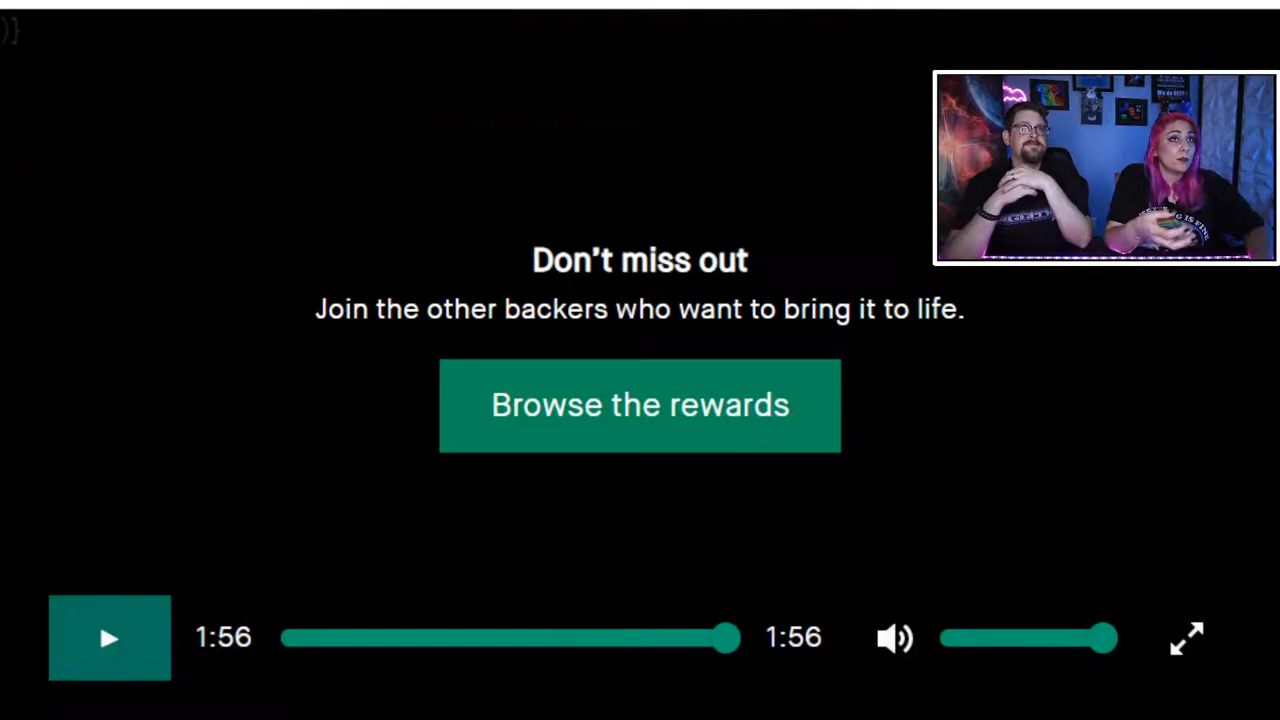 )}
Don't miss out
Join the other backers who want to bring it to life.
Browse the rewards
1:56
1:56